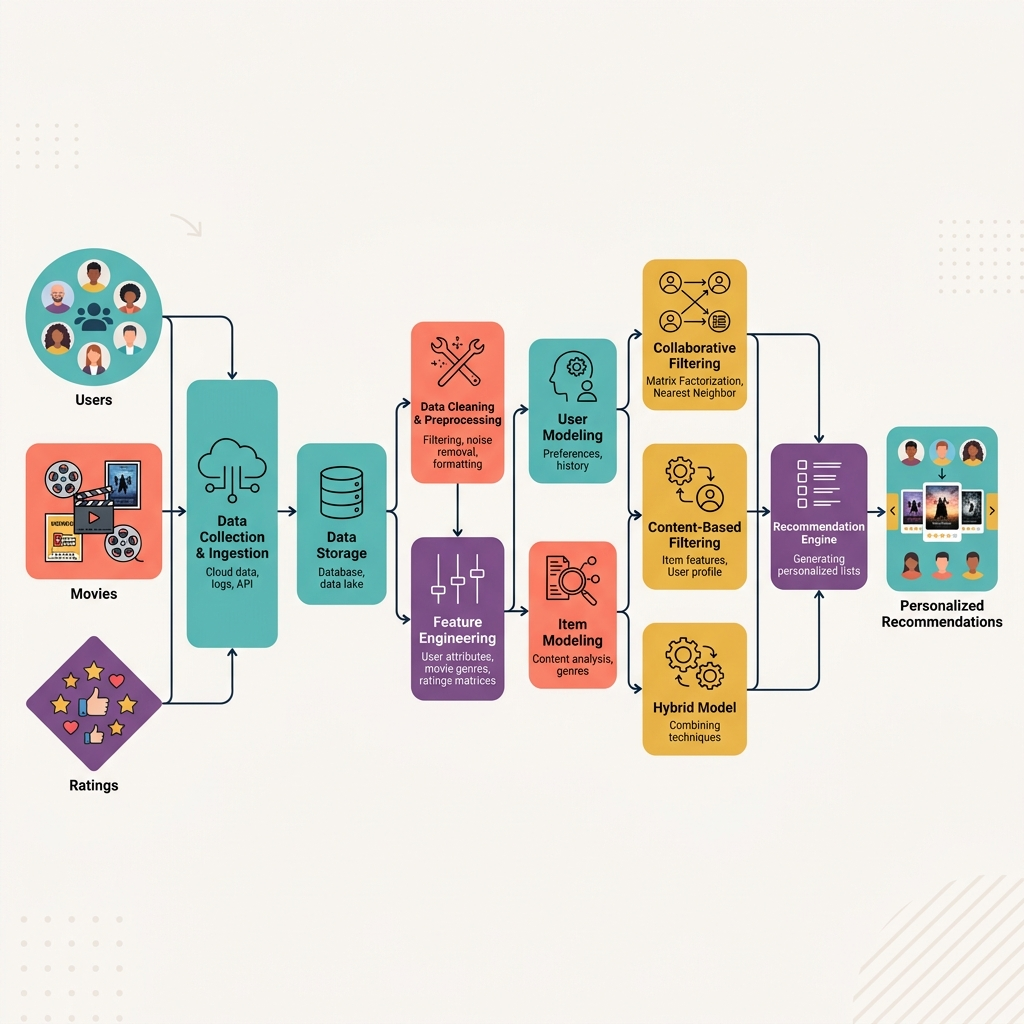 Users
Movies
Ratings
Data
Collection
& Ingestion
Cloud data,
logs, API
Data
Storage
Database,
data lake
Data Cleaning
& Preprocessing
Filtering, noise
removal,
formatting
Feature
Engineering
User attributes,
movie genres,
ratinge matrices
User
Modeling
Preferences,
history
Item
Modeling
Content analysis,
genres
Collaborative
Filtering
Matrix Factorization,
Nearest Neighbor
Content-Based
Filtering
Item features,
User profile
Hybrid Model
Combining
techniques
Recommendation
Engine
Generating
personalized lists
Personalized
Recommendations